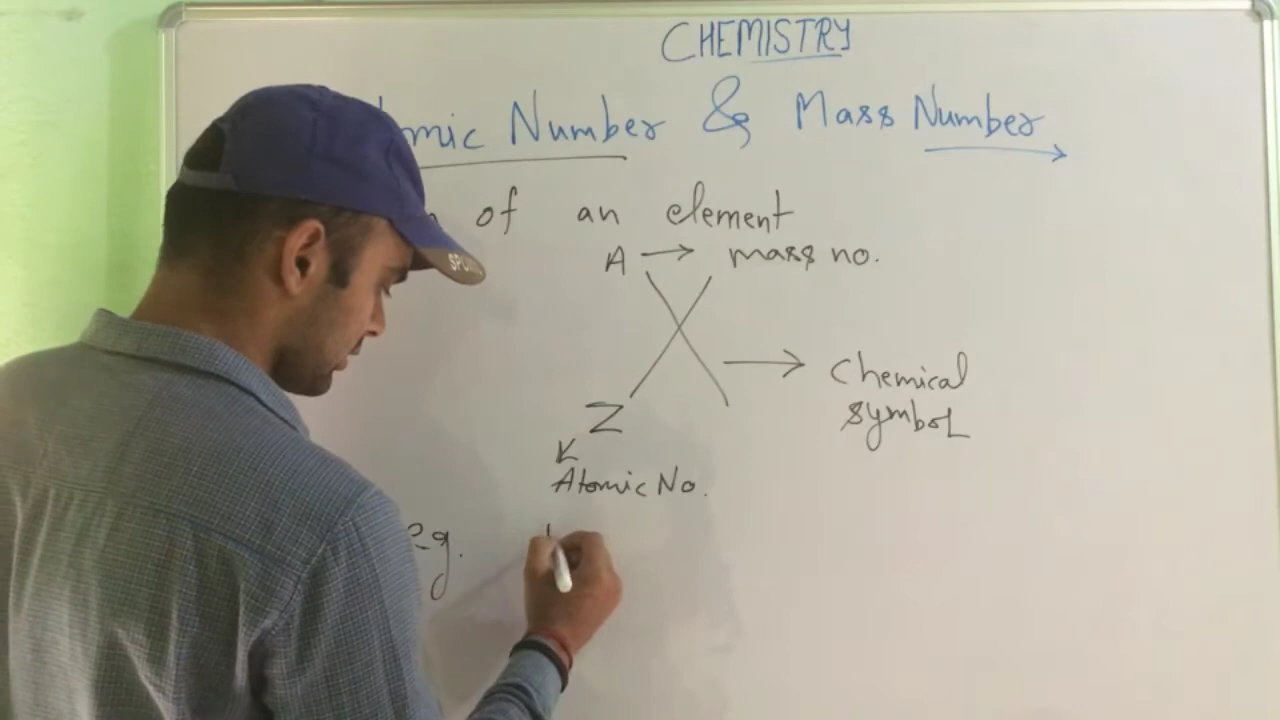 CHEMISTRY
mic Number & Mass Number
of an element
A → mass no.
X → Chemical
symbol
Z
Atomic No.
eg.